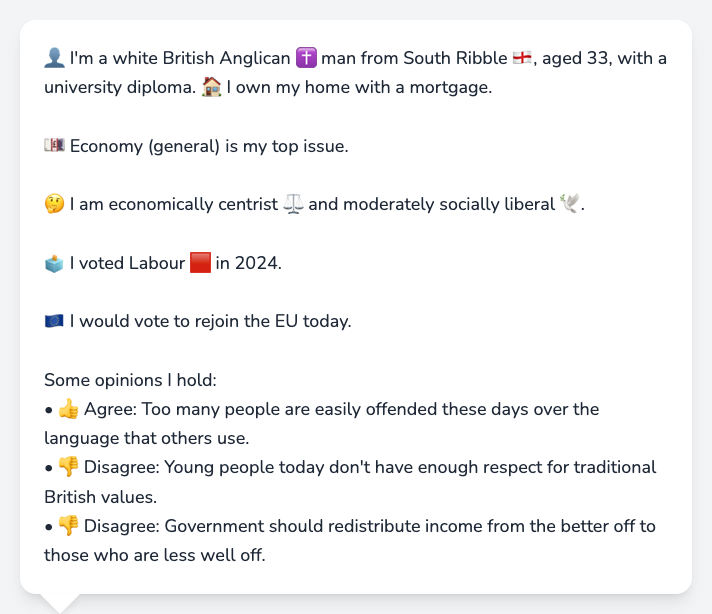 👤 I'm a white British Anglican ✝️ man from South Ribble 🏴󠁧󠁢󠁥󠁮󠁧󠁿, aged 33, with a
university diploma. 🏠 I own my home with a mortgage.
💷 Economy (general) is my top issue.
🤔 I am economically centrist ⚖️ and moderately socially liberal 🕊️.
🗳️ I voted Labour 🟥 in 2024.
🇪🇺 I would vote to rejoin the EU today.
Some opinions I hold:
• 👍 Agree: Too many people are easily offended these days over the
language that others use.
• 👎 Disagree: Young people today don't have enough respect for traditional
British values.
• 👎 Disagree: Government should redistribute income from the better off to
those who are less well off.